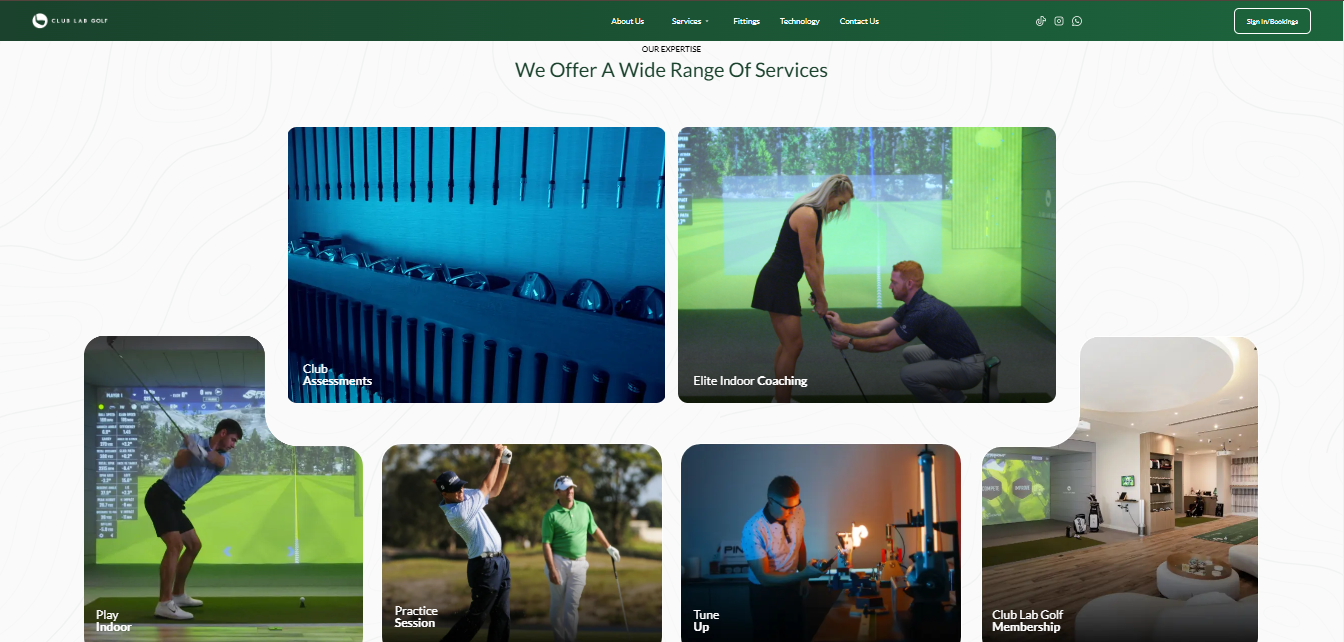 CLUB LAB GOLF
About Us
Services
Fittings
Technology
Contact Us
Sign In/Bookings
OUR EXPERTISE
We Offer A Wide Range Of Services
Club
Assessments
Elite Indoor Coaching
Play
Indoor
Practice
Session
Tune
Up
Club Lab Golf
Membership
PING